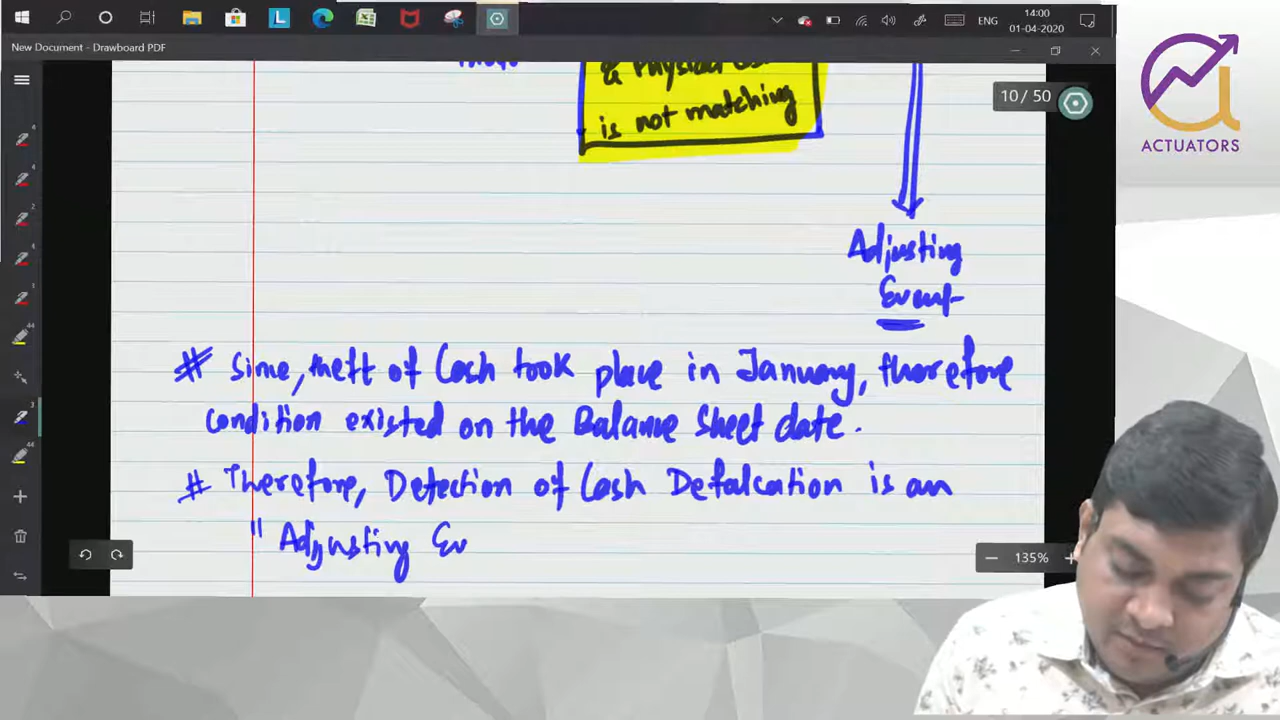 14:00
ENG
01-04-2020
New Document - Drawboard PDF
& Physical
is not matching
10 / 50
ACTUATORS
Adjusting
Event
# Sime, theft of Cash took place in January, therefore
condition existed on the Balance Sheet date.
# Therefore, Detection of Cash Defalcation is an
" Adjusting Ev
135%